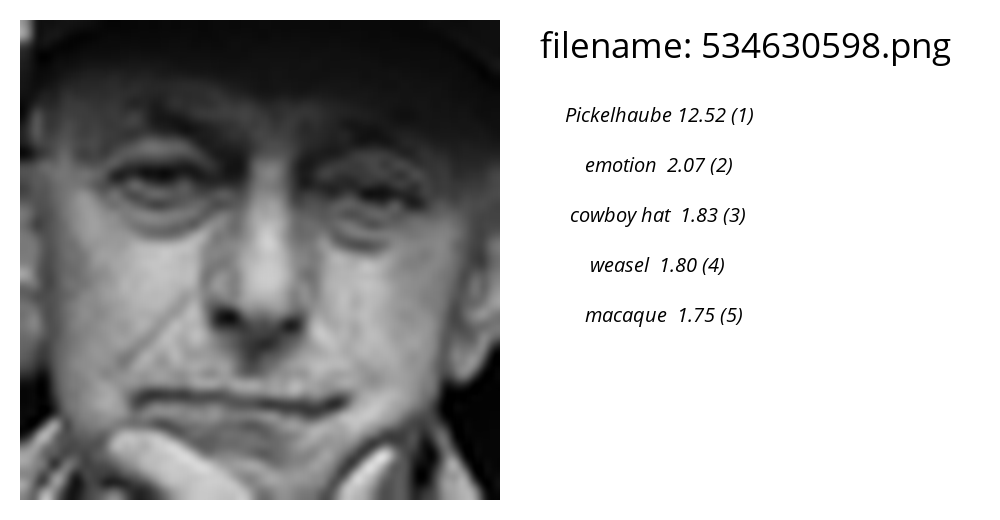 filename: 534630598.png
Pickelhaube 12.52 (1)
emotion 2.07 (2)
cowboy hat 1.83 (3)
weasel 1.80 (4)
macaque 1.75 (5)